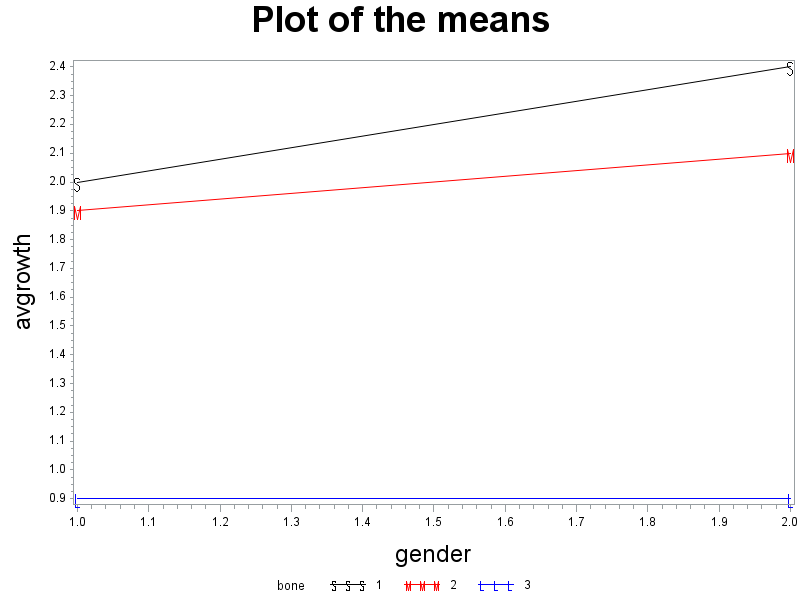 Plot of the means
avgrowth
2.4
2.3
2.2
2.1
2.0
1.9
1.8
1.7
1.6
1.5
1.4
1.3
1.2
1.1
1.0
0.9
S
S
M
M
L
L
1.0 1.1 1.2 1.3 1.4 1.5 1.6 1.7 1.8 1.9 2.0
gender
bone S S S 1 M M M 2 L L L 3